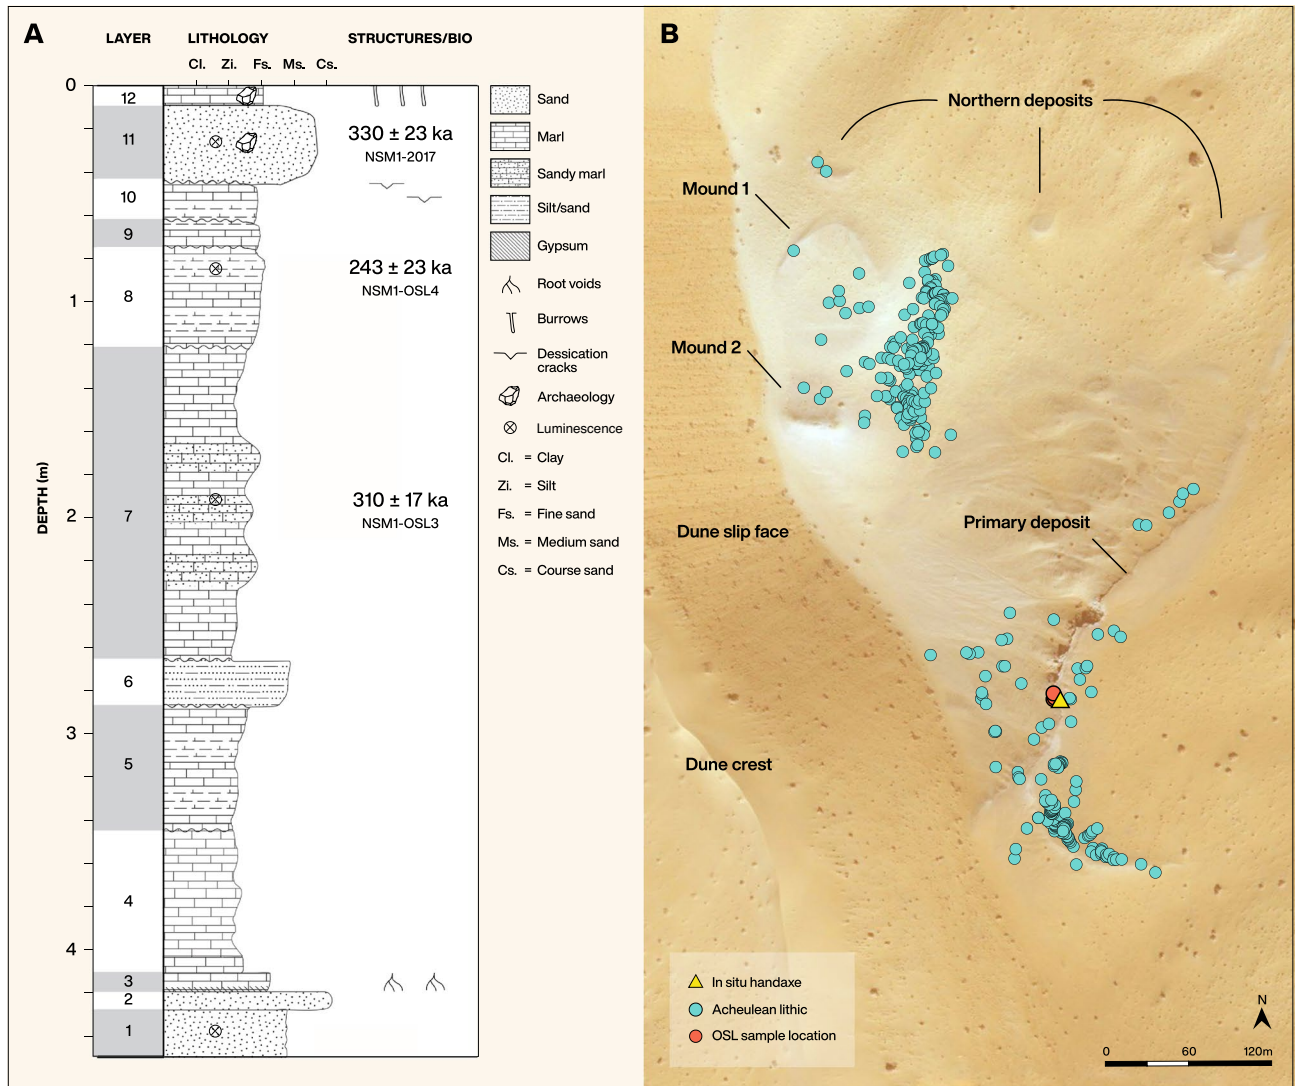 A
LAYER
LITHOLOGY
STRUCTURES/BIO
Cl. Zi. Fs. Ms. Cs.
DEPTH (m)
0
1
2
3
4
12
11
10
9
8
7
6
5
4
3
2
1
330 ± 23 ka
NSM1-2017
243 ± 23 ka
NSM1-OSL4
310 ± 17 ka
NSM1-OSL3
Sand
Marl
Sandy marl
Silt/sand
Gypsum
Root voids
Burrows
Dessication
cracks
Archaeology
Luminescence
Cl. = Clay
Zi. = Silt
Fs. = Fine sand
Ms. = Medium sand
Cs. = Course sand
B
Northern deposits
Mound 1
Mound 2
Dune slip face
Primary deposit
Dune crest
In situ handaxe
Acheulean lithic
OSL sample location
N
0 60 120m